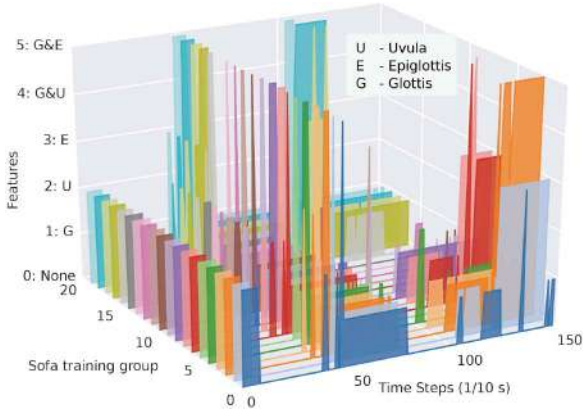 5: G&E
4: G&U
3: E
2: U
1: G
0: None
Features
U - Uvula
E - Epiglottis
G - Glottis
20
15
10
5
0
Sofa training group
0
50
100
150
Time Steps (1/10 s)